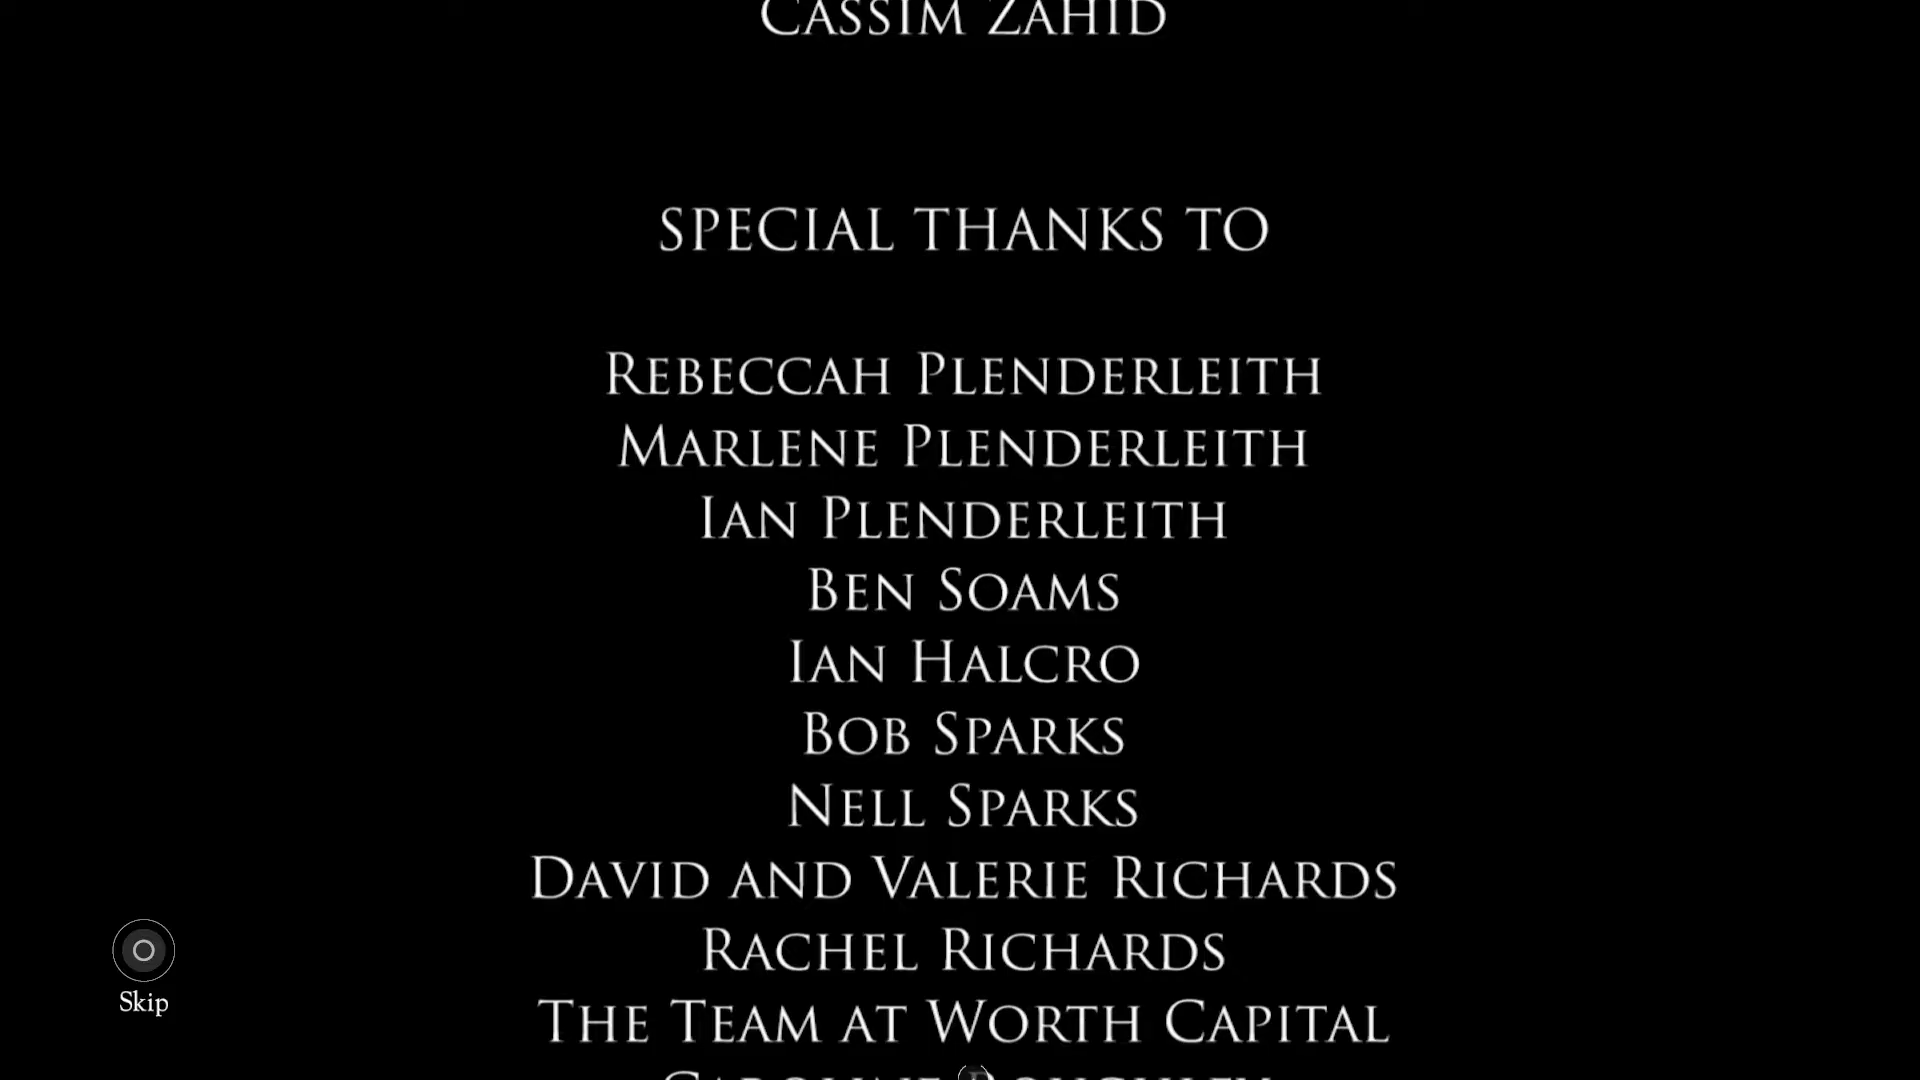 CASSIM ZAHID
SPECIAL THANKS TO
REBECCAH PLENDERLEITH
MARLENE PLENDERLEITH
IAN PLENDERLEITH
BEN SOAMS
IAN HALCRO
BOB SPARKS
NELL SPARKS
DAVID AND VALERIE RICHARDS
RACHEL RICHARDS
THE TEAM AT WORTH CAPITAL
Skip